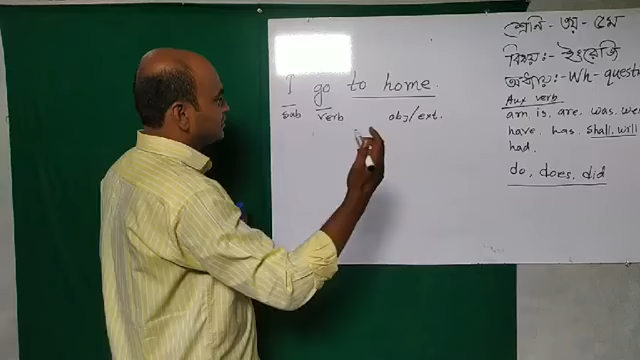 I go to home.
sub verb obj/ext.
শ্রেনি :- ৩য় - ৫ম
বিষয় :- ইংরেজি
অধ্যায় :- Wh- questi
Aux verb
am is, are. was. wer
have. has. shall. will
had.
do, does, did